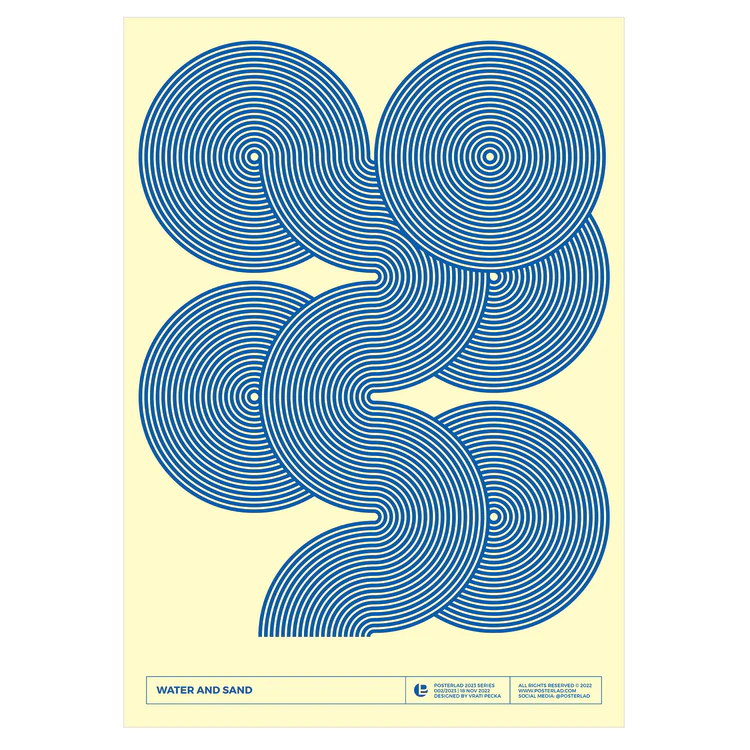 WATER AND SAND
POSTERLAD 2023 SERIES
002/2023 | 18 NOV 2022
DESIGNED BY VRATI PECKA
ALL RIGHTS RESERVED © 2022
WWW.POSTERLAD.COM
SOCIAL MEDIA: @POSTERLAD